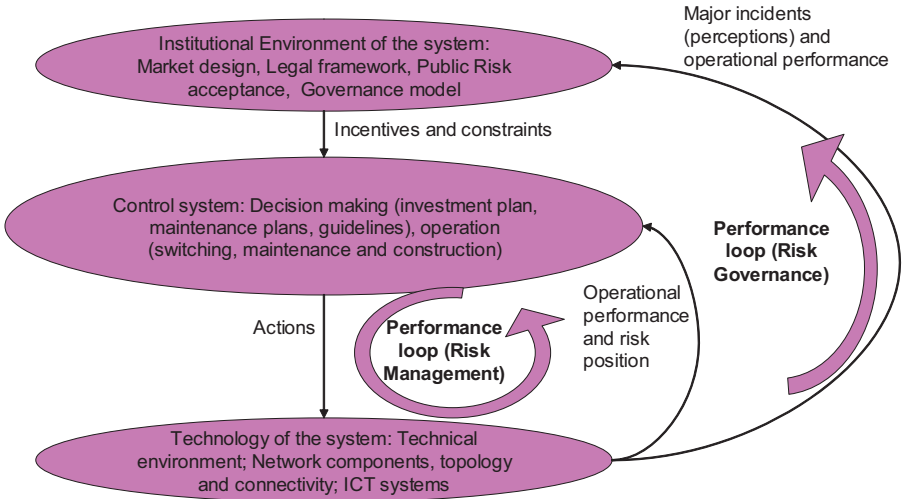 Major incidents
(perceptions) and
operational performance
Institutional Environment of the system:
Market design, Legal framework, Public Risk
acceptance, Governance model
Incentives and constraints
Control system: Decision making (investment plan,
maintenance plans, guidelines), operation
(switching, maintenance and construction)
Performance
loop (Risk
Governance)
Actions
Performance
loop (Risk
Management)
Operational
performance
and risk
position
Technology of the system: Technical
environment; Network components, topology
and connectivity; ICT systems